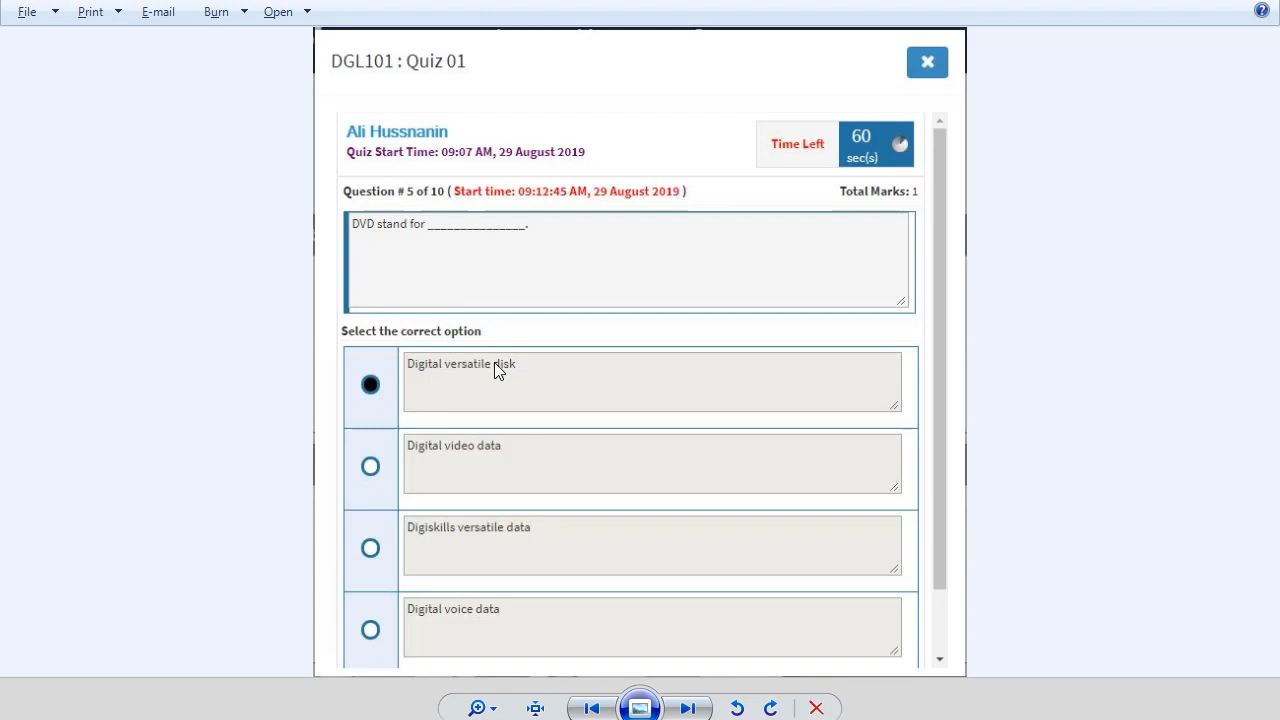 File Print E-mail Burn Open
DGL101 : Quiz 01
Ali Hussnanin
Quiz Start Time: 09:07 AM, 29 August 2019
Time Left
60
sec(s)
Question # 5 of 10 ( Start time: 09:12:45 AM, 29 August 2019 ) Total Marks: 1
DVD stand for _______________.
Select the correct option
Digital versatile disk
Digital video data
Digiskills versatile data
Digital voice data